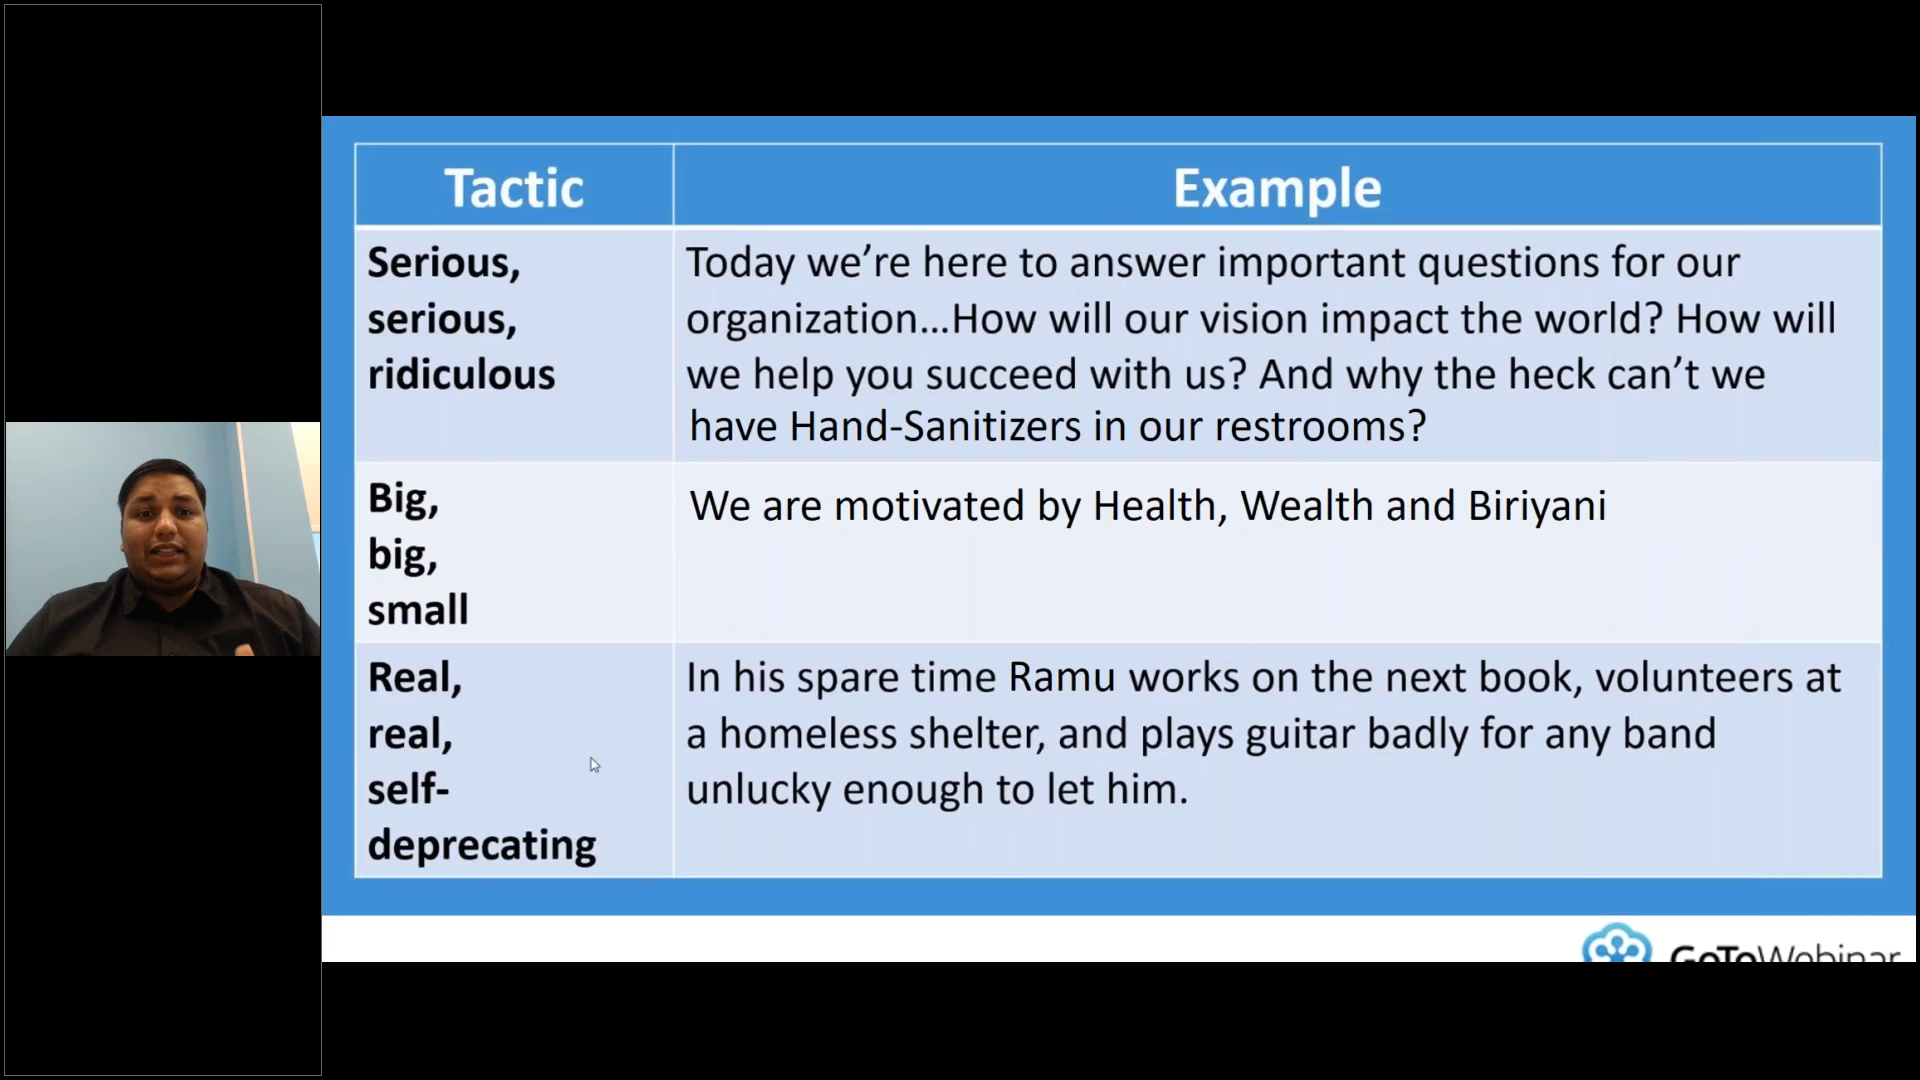 Tactic
Example
Serious,
serious,
ridiculous
Today we’re here to answer important questions for our
organization...How will our vision impact the world? How will
we help you succeed with us? And why the heck can’t we
have Hand-Sanitizers in our restrooms?
Big,
big,
small
We are motivated by Health, Wealth and Biriyani
Real,
real,
self-
deprecating
In his spare time Ramu works on the next book, volunteers at
a homeless shelter, and plays guitar badly for any band
unlucky enough to let him.
GoToWebinar